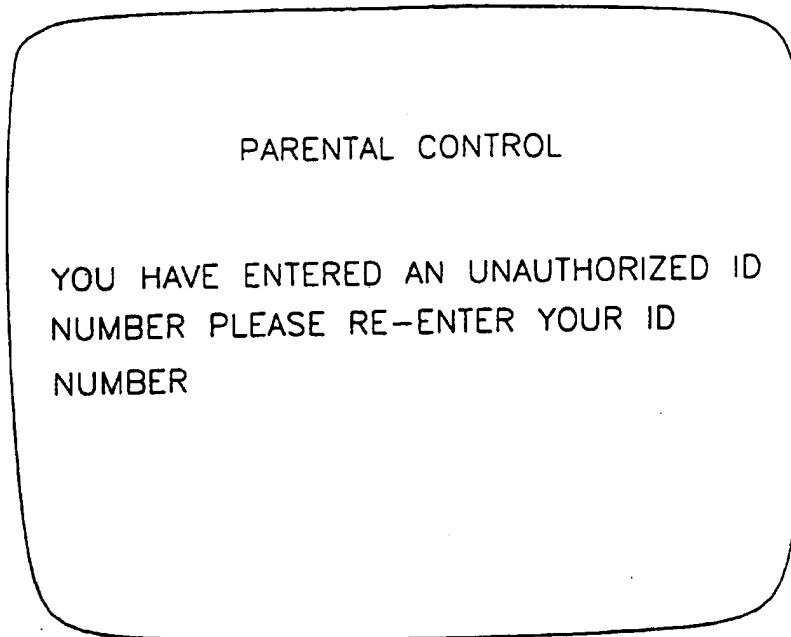 PARENTAL CONTROL
YOU HAVE ENTERED AN UNAUTHORIZED ID
NUMBER PLEASE RE-ENTER YOUR ID
NUMBER